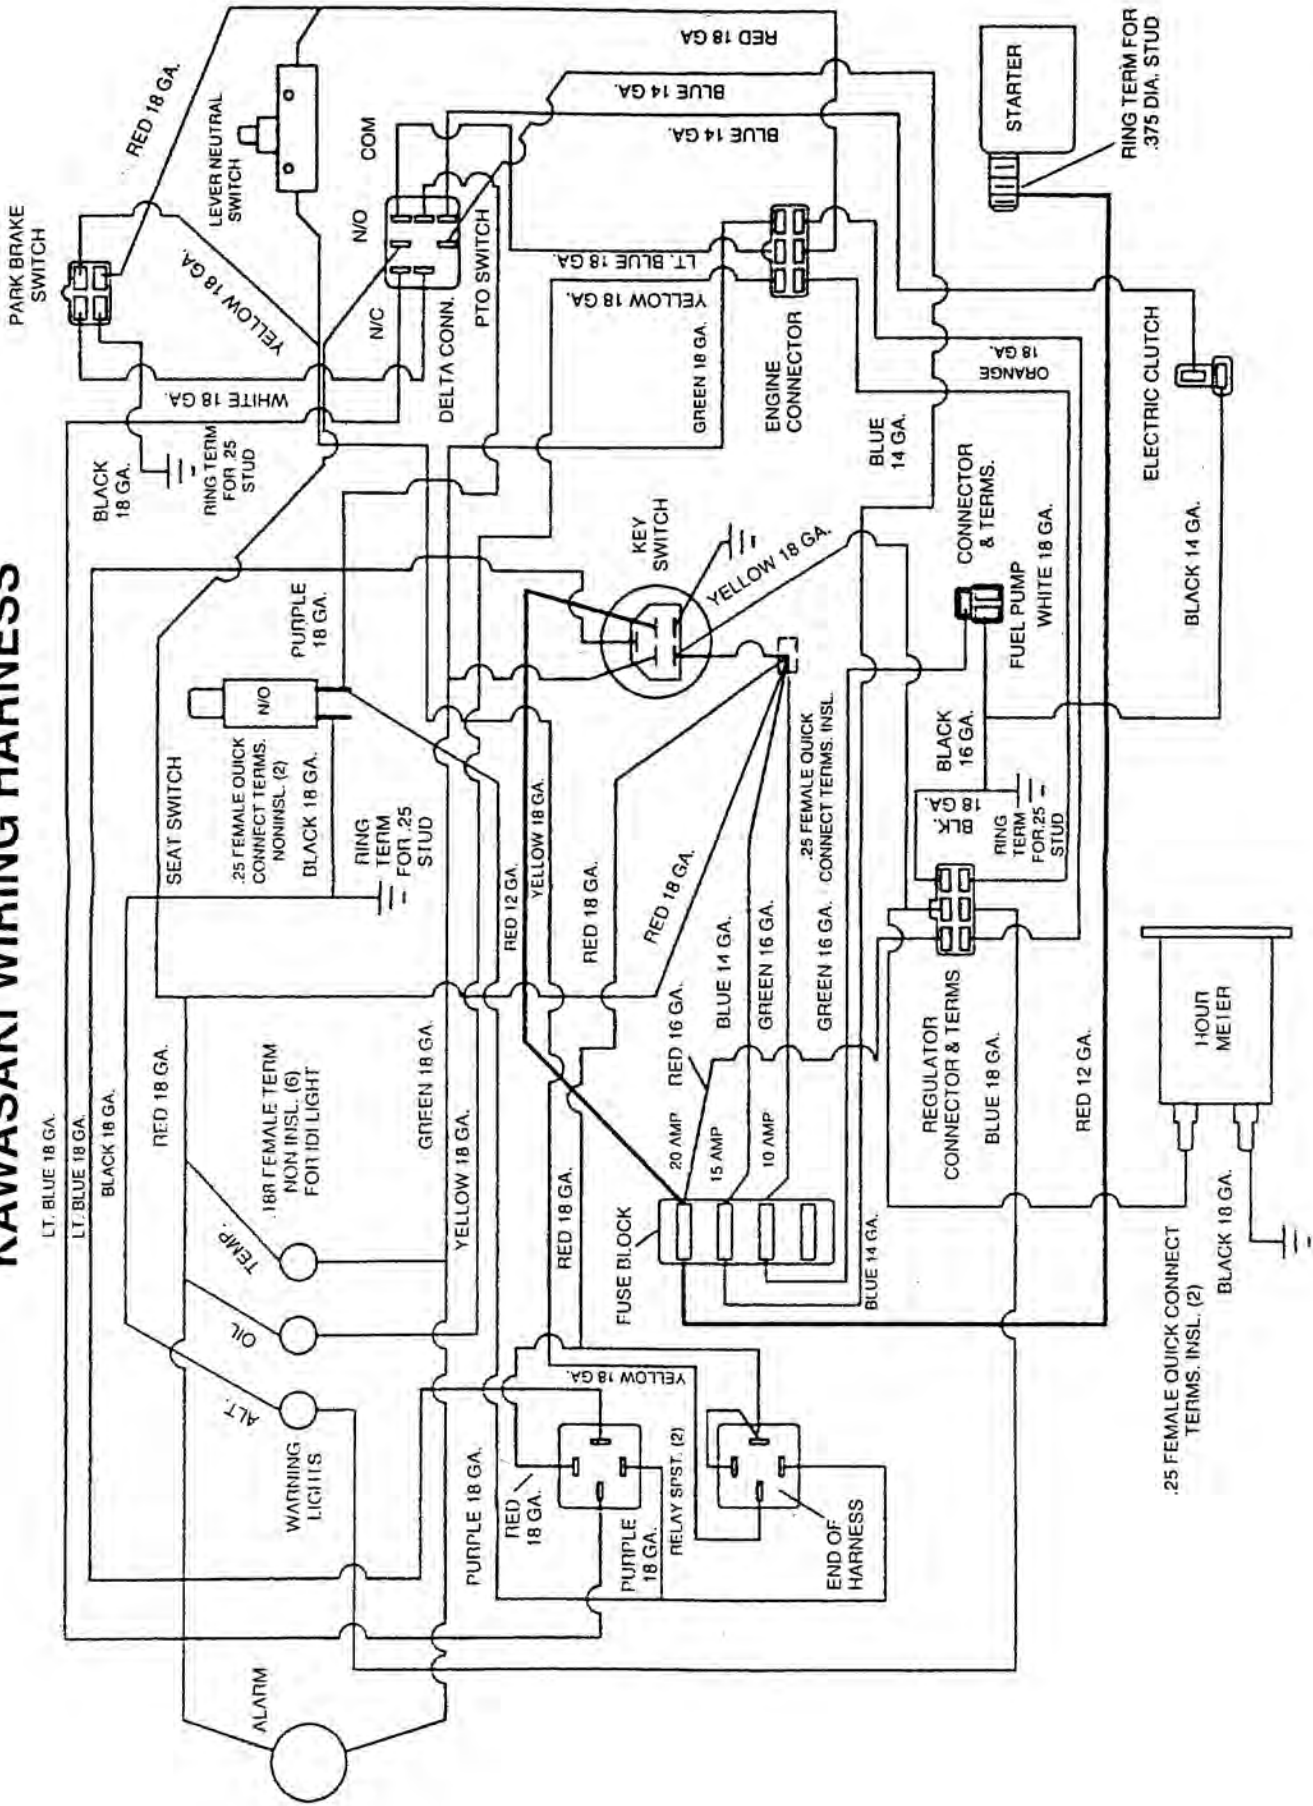 KAWASAKI WIRING HARNESS
LT. BLUE 18 GA.
LT. BLUE 18 GA.
BLACK 18 GA.
RED 18 GA.
ALARM
ALT.
OIL
TEMP.
WARNING
LIGHTS
.188 FEMALE TERM
NON INSL. (6)
FOR IDI LIGHT
GREEN 18 GA.
YELLOW 18 GA.
SEAT SWITCH
N/O
.25 FEMALE QUICK
CONNECT TERMS.
NONINSL. (2)
BLACK 18 GA.
RING
TERM
FOR .25
STUD
PURPLE
18 GA.
BLACK
18 GA.
RING TERM
FOR .25
STUD
WHITE 18 GA.
YELLOW 18 GA.
PARK BRAKE
SWITCH
RED 18 GA.
LEVER NEUTRAL
SWITCH
N/O
COM
N/C
DELTA CONN.
PTO SWITCH
RED 18 GA.
BLUE 14 GA.
BLUE 14 GA.
LT. BLUE 18 GA.
YELLOW 18 GA.
GREEN 18 GA.
ENGINE
CONNECTOR
BLUE
14 GA.
ORANGE
18 GA.
STARTER
RING TERM FOR
.375 DIA. STUD
ELECTRIC CLUTCH
BLACK 14 GA.
CONNECTOR
& TERMS.
FUEL PUMP
WHITE 18 GA.
KEY
SWITCH
YELLOW 18 GA.
BLACK
16 GA.
BLK.
18 GA.
RING
TERM
FOR.25
STUD
.25 FEMALE QUICK
CONNECT TERMS. INSL.
RED 12 GA.
YELLOW 18 GA.
RED 18 GA.
RED 18 GA.
RED 16 GA.
BLUE 14 GA.
GREEN 16 GA.
GREEN 16 GA.
20 AMP
15 AMP
10 AMP
FUSE BLOCK
RED 18 GA.
BLUE 14 GA.
REGULATOR
CONNECTOR & TERMS
BLUE 18 GA.
RED 12 GA.
HOUR
METER
.25 FEMALE QUICK CONNECT
TERMS. INSL. (2)
BLACK 18 GA.
PURPLE 18 GA.
RED
18 GA.
PURPLE
18 GA.
YELLOW 18 GA.
RELAY SPST. (2)
END OF
HARNESS